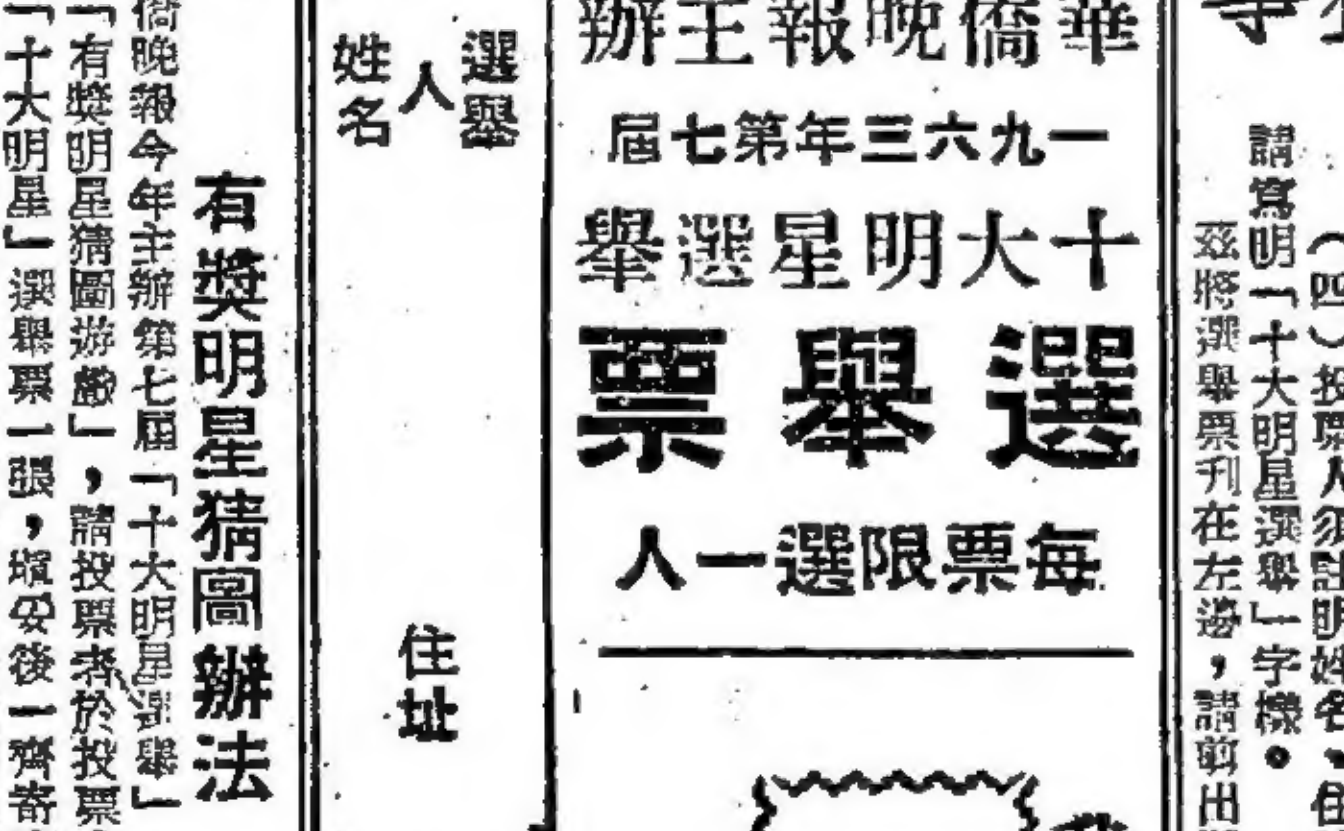 （四）投票人須註明姓名、住
請寫明「十大明星選舉」字樣。
茲將選舉票刊在左邊，請剪出
華僑晚報主辦
一九六三年第七屆
十大明星選舉
選舉票
每票限選一人
選舉
人
姓名
住址
有獎明星猜圖辦法
僑晚報今年主辦第七屆「十大明星選舉」
「有獎明星猜圖遊戲」，請投票者於投票
「十大明星」選舉票一張，填妥後一齊寄